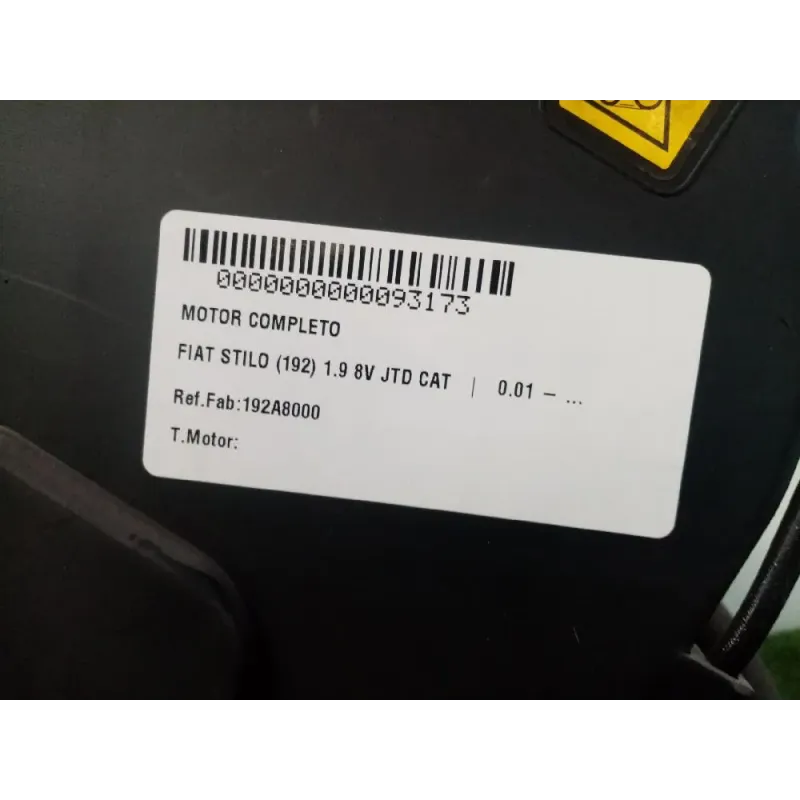 0000000000093173
MOTOR COMPLETO
FIAT STILO (192) 1.9 8V JTD CAT | 0.01 – ...
Ref.Fab:192A8000
T.Motor: